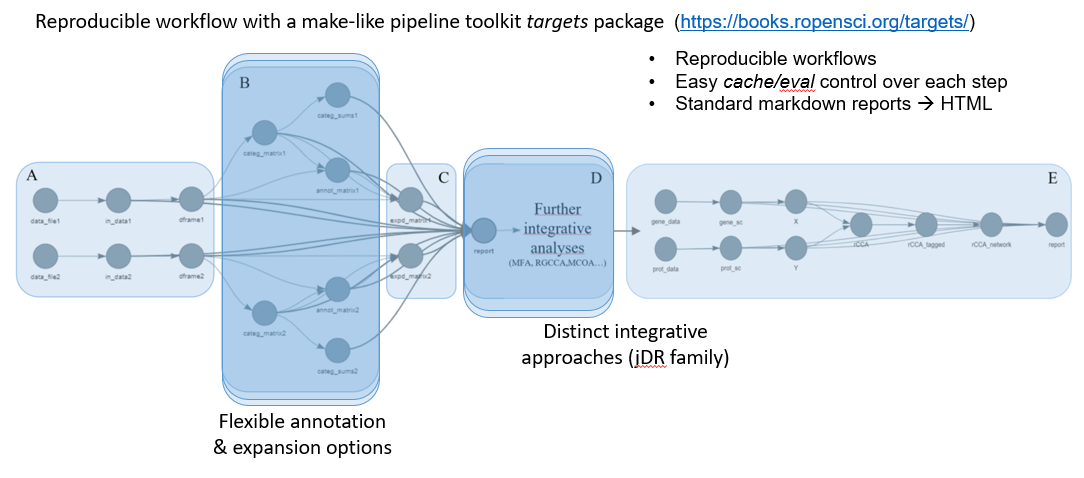 Reproducible workflow with a make-like pipeline toolkit targets package (https://books.ropensci.org/targets/)
• Reproducible workflows
• Easy cache/eval control over each step
• Standard markdown reports → HTML
A
data_file1
in_data1
dframe1
data_file2
in_data2
dframe2
B
categ_matrix1
categ_sums1
annot_matrix1
annot_matrix2
categ_matrix2
categ_sums2
C
expd_matrix1
expd_matrix2
D
report
Further
integrative
analyses
(MFA, RGCCA,MCOA…)
E
gene_data
gene_sc
X
prot_data
prot_sc
Y
rCCA
rCCA_tagged
rCCA_network
report
Distinct integrative
approaches (jDR family)
Flexible annotation
& expansion options